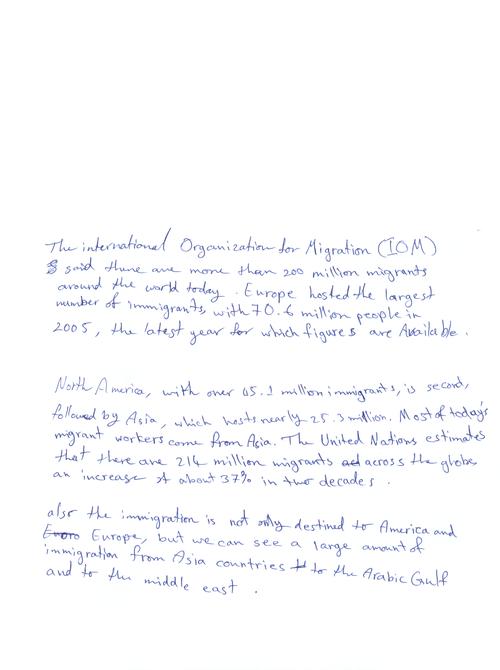 The international Organization for Migration (IOM)
said there are more than 200 million migrants
around the world today. Europe hosted the largest
number of immigrants, with 70.6 million people in
2005, the latest year for which figures are Available.
North America, with over 45.1 million immigrants, is second,
followed by Asia, which hosts nearly 25.3 million. Most of today's
migrant workers come from Asia. The United Nations estimates
that there are 214 million migrants across the globe
an increase of about 37% in two decades.
also the immigration is not only destined to America and
Europe, but we can see a large amount of
immigration from Asia countries to the Arabic Gulf
and to the middle east.